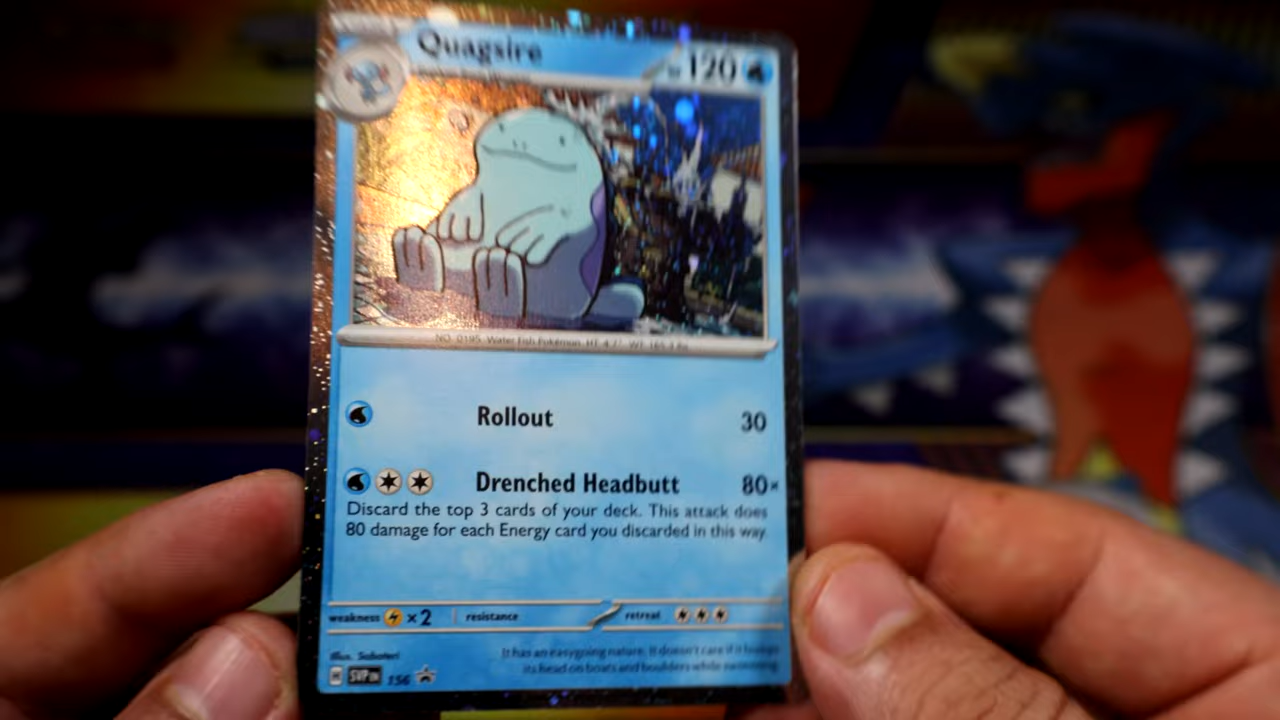 Quagsire
HP 120
NO. 0195 Water Fish Pokémon HT: 4'7" WT: 165.3 lbs.
Rollout 30
Drenched Headbutt 80×
Discard the top 3 cards of your deck. This attack does
80 damage for each Energy card you discarded in this way.
weakness ×2 resistance retreat
Illus. Saboteri
It has an easygoing nature. It doesn't care if it bumps
its head on boats and boulders while swimming.
H SVP EN 156